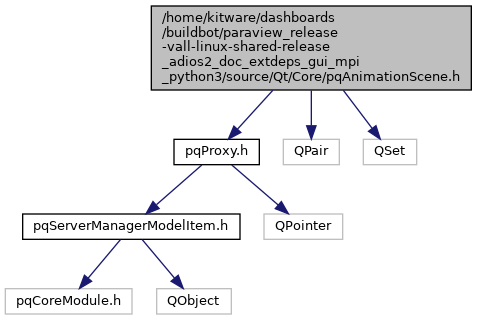 /home/kitware/dashboards
/buildbot/paraview_release
-vall-linux-shared-release
_adios2_doc_extdeps_gui_mpi
_python3/source/Qt/Core/pqAnimationScene.h
pqProxy.h
QPair
QSet
pqServerManagerModelItem.h
QPointer
pqCoreModule.h
QObject